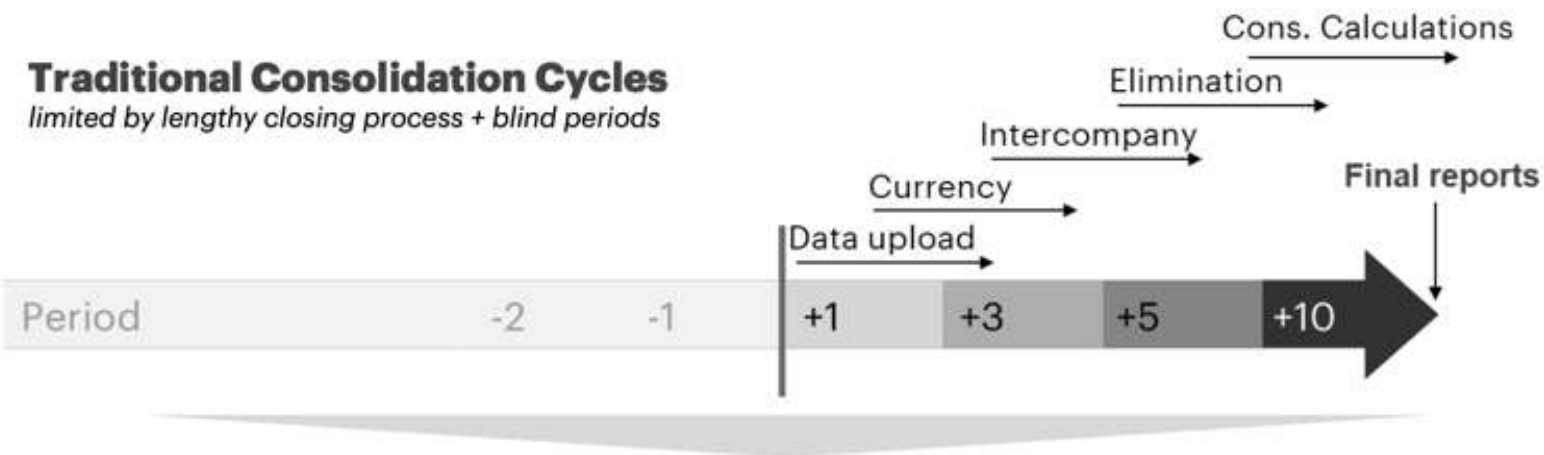 Traditional Consolidation Cycles
limited by lengthy closing process + blind periods
Cons. Calculations
Elimination
Intercompany
Currency
Data upload
Final reports
Period -2 -1 +1 +3 +5 +10